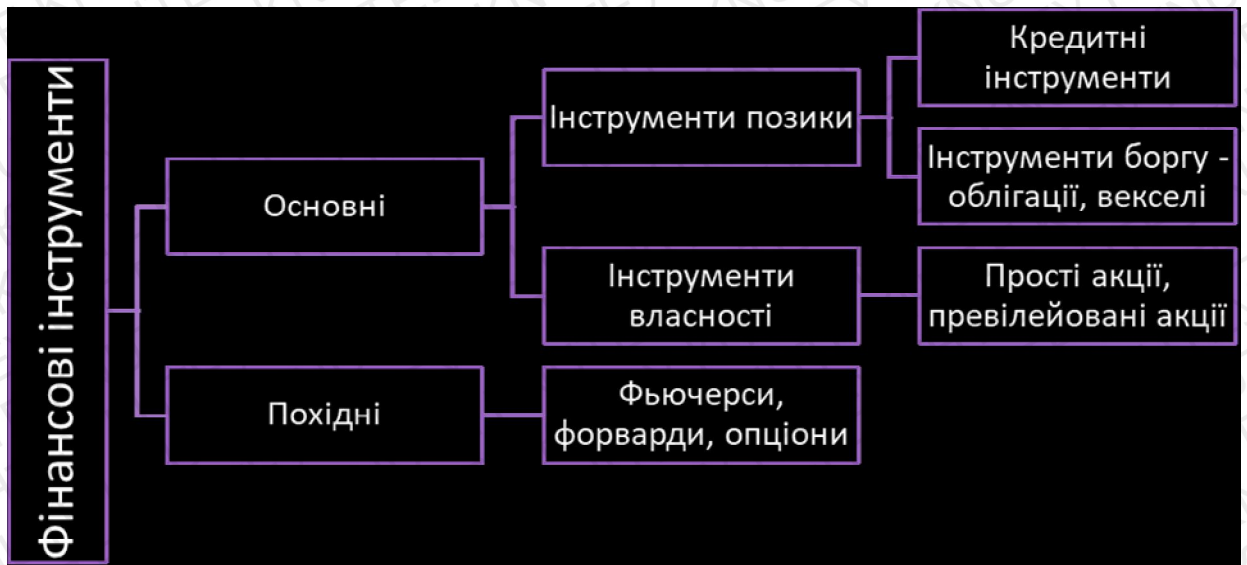 Фінансові інструменти
Основні
Інструменти позики
Кредитні
інструменти
Інструменти боргу -
облігації, векселі
Інструменти
власності
Прості акції,
превілейовані акції
Похідні
Фьючерси,
форварди, опціони